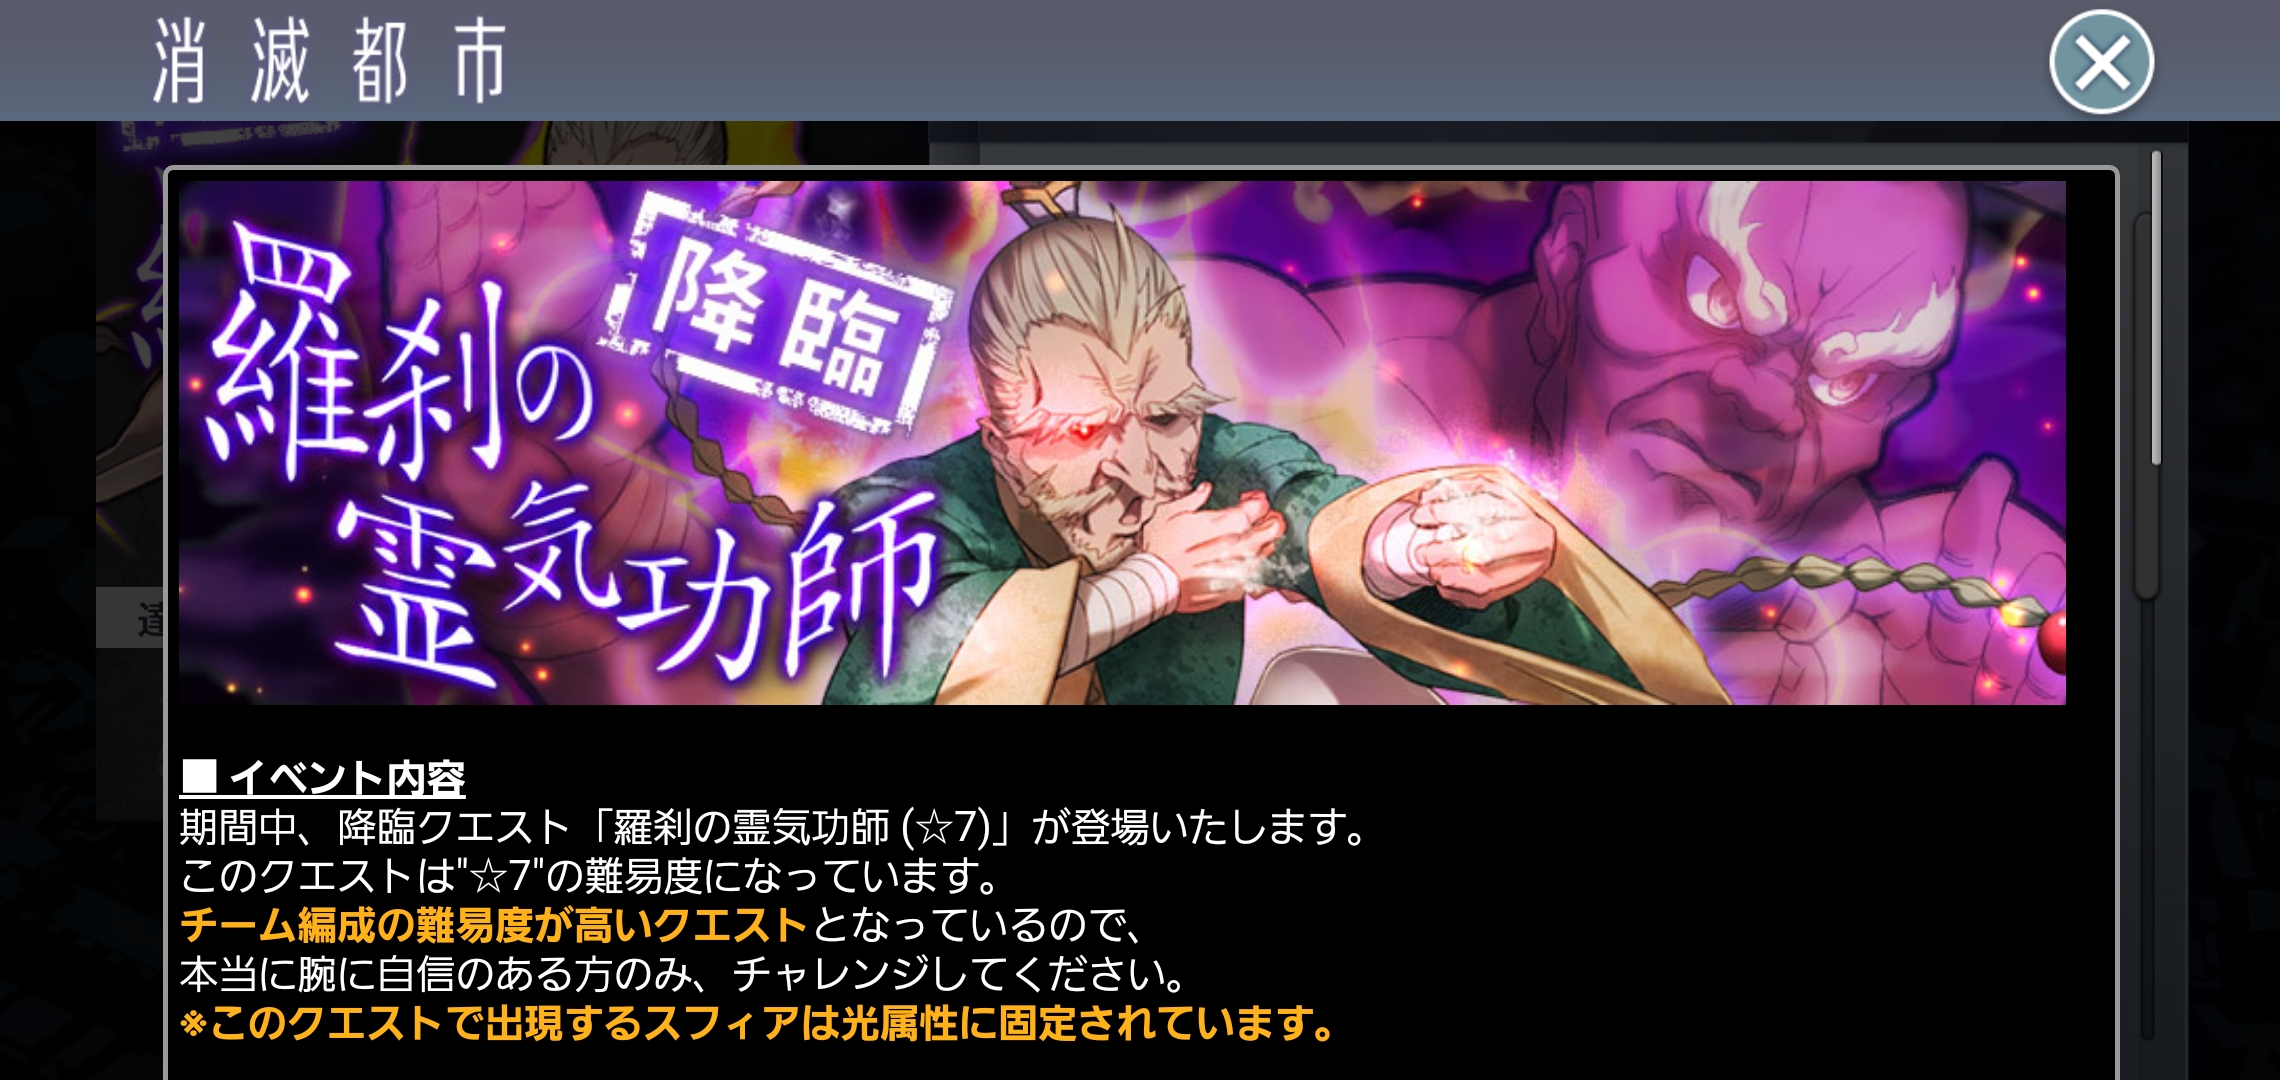 消滅都市
降臨
羅刹の
霊気功師
■ イベント内容
期間中、降臨クエスト「羅刹の霊気功師 (☆7)」が登場いたします。
このクエストは"☆7"の難易度になっています。
チーム編成の難易度が高いクエストとなっているので、
本当に腕に自信のある方のみ、チャレンジしてください。
※このクエストで出現するスフィアは光属性に固定されています。